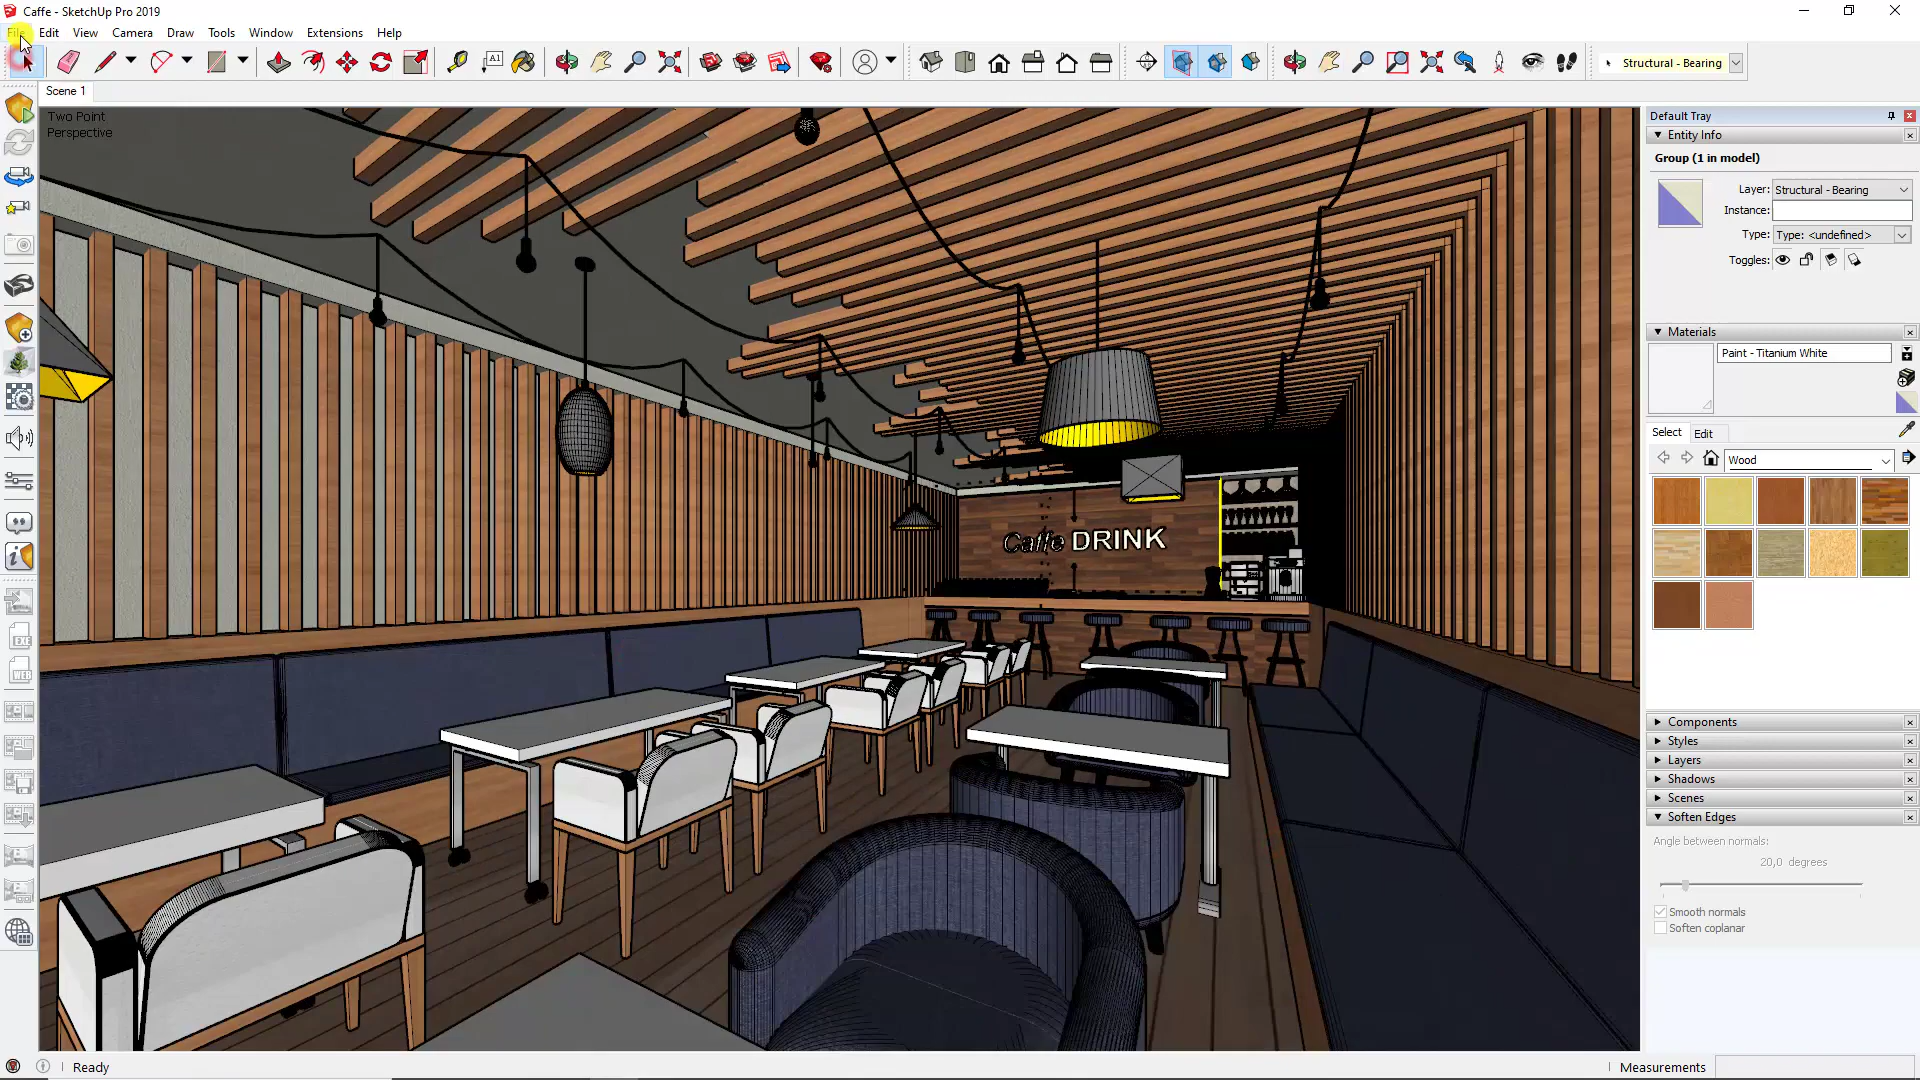 Caffe - SketchUp Pro 2019
File Edit View Camera Draw Tools Window Extensions Help
A1
Structural - Bearing
Scene 1
Two Point
Perspective
Default Tray
Entity Info
Group (1 in model)
Layer: Structural - Bearing
Instance:
Type: Type: <undefined>
Toggles:
Materials
Paint - Titanium White
Select Edit
Wood
Caffe DRINK
EXE
WEB
Components
Styles
Layers
Shadows
Scenes
Soften Edges
Angle between normals:
20,0 degrees
Smooth normals
Soften coplanar
Ready
Measurements